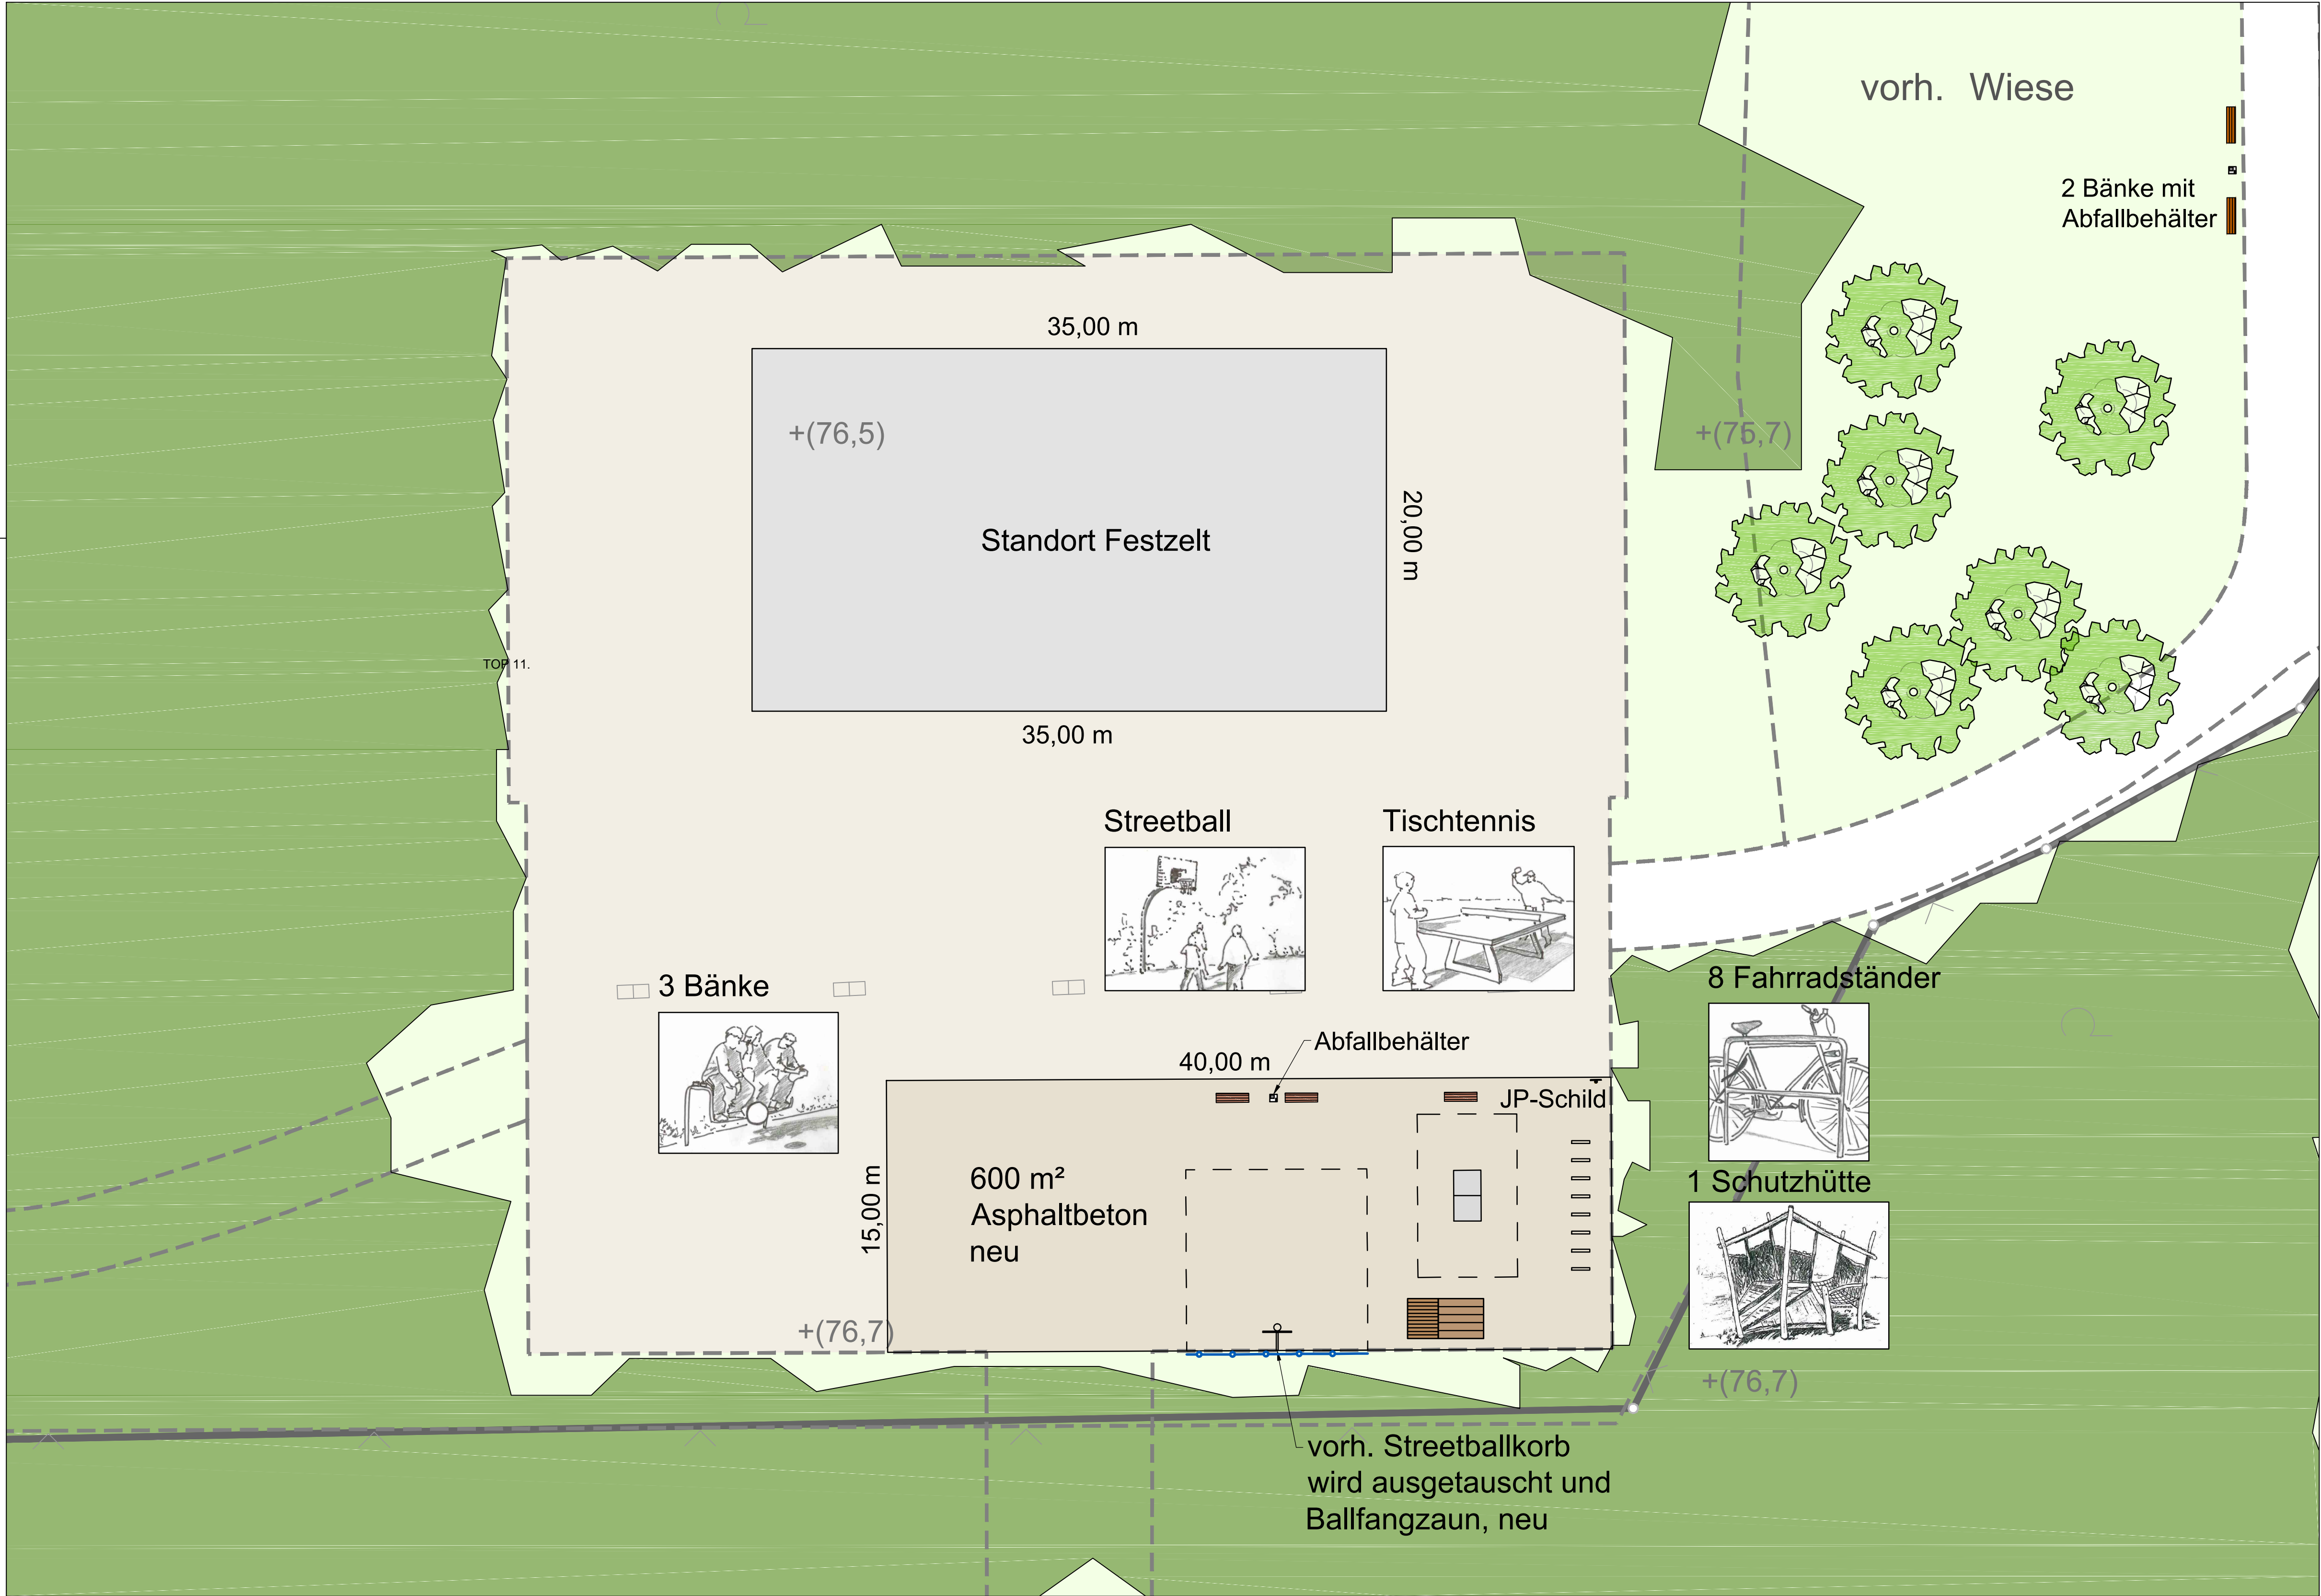 vorh. Wiese
2 Bänke mit
Abfallbehälter
35,00 m
+(76,5)
+(76,7)
20,00 m
Standort Festzelt
TOP 11.
35,00 m
Streetball
Tischtennis
3 Bänke
8 Fahrradständer
Abfallbehälter
40,00 m
JP-Schild
15,00 m
600 m²
Asphaltbeton
neu
1 Schutzhütte
+(76,7)
+(76,7)
vorh. Streetballkorb
wird ausgetauscht und
Ballfangzaun, neu